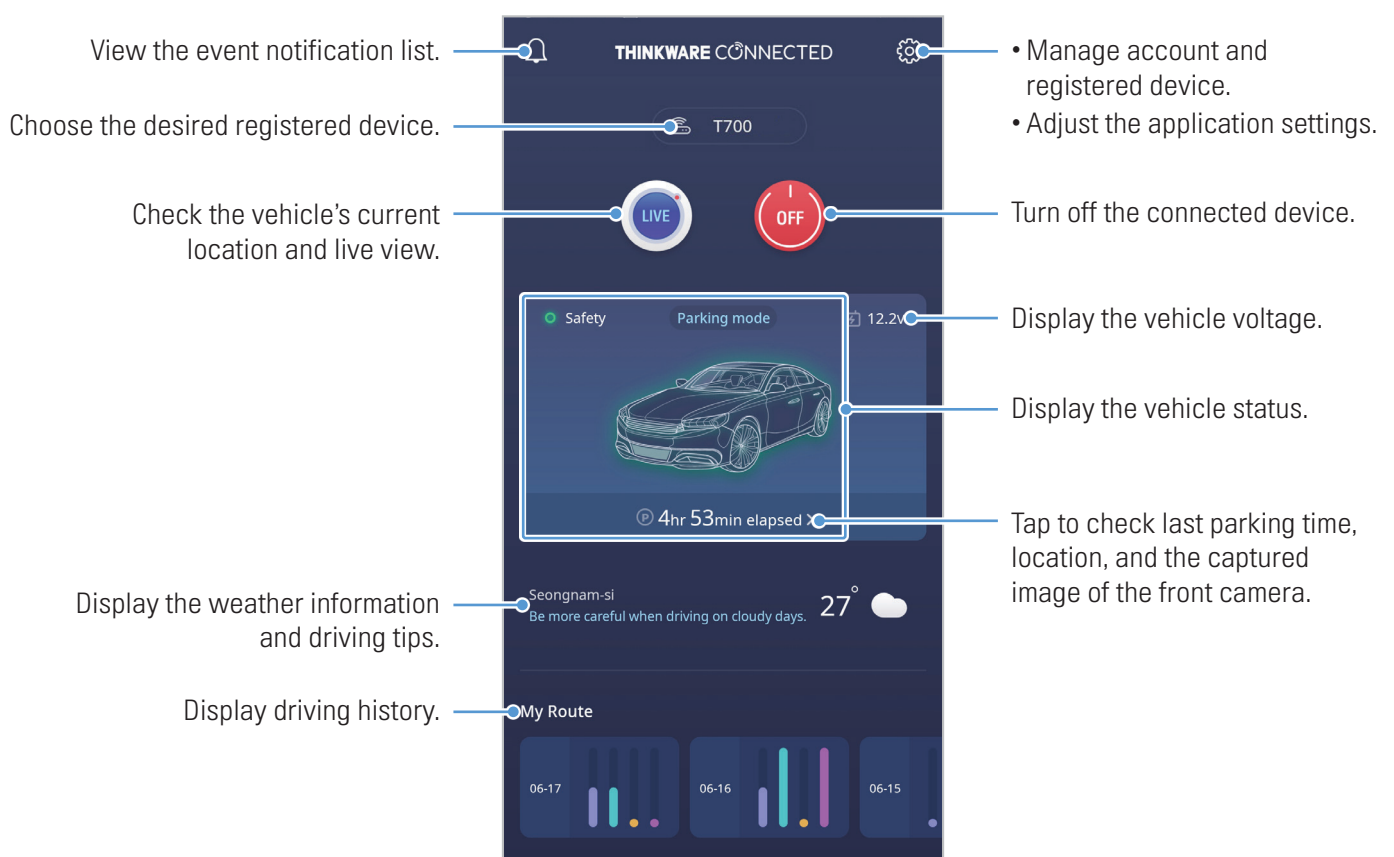 View the event notification list.
THINKWARE CONNECTED
• Manage account and
registered device.
• Adjust the application settings.
Choose the desired registered device.
T700
Check the vehicle's current
location and live view.
LIVE
OFF
Turn off the connected device.
Safety
Parking mode
12.2v
Display the vehicle voltage.
Display the vehicle status.
P 4hr 53min elapsed
Tap to check last parking time,
location, and the captured
image of the front camera.
Display the weather information
and driving tips.
Seongnam-si
Be more careful when driving on cloudy days.
27°
Display driving history.
My Route
06-17
06-16
06-15